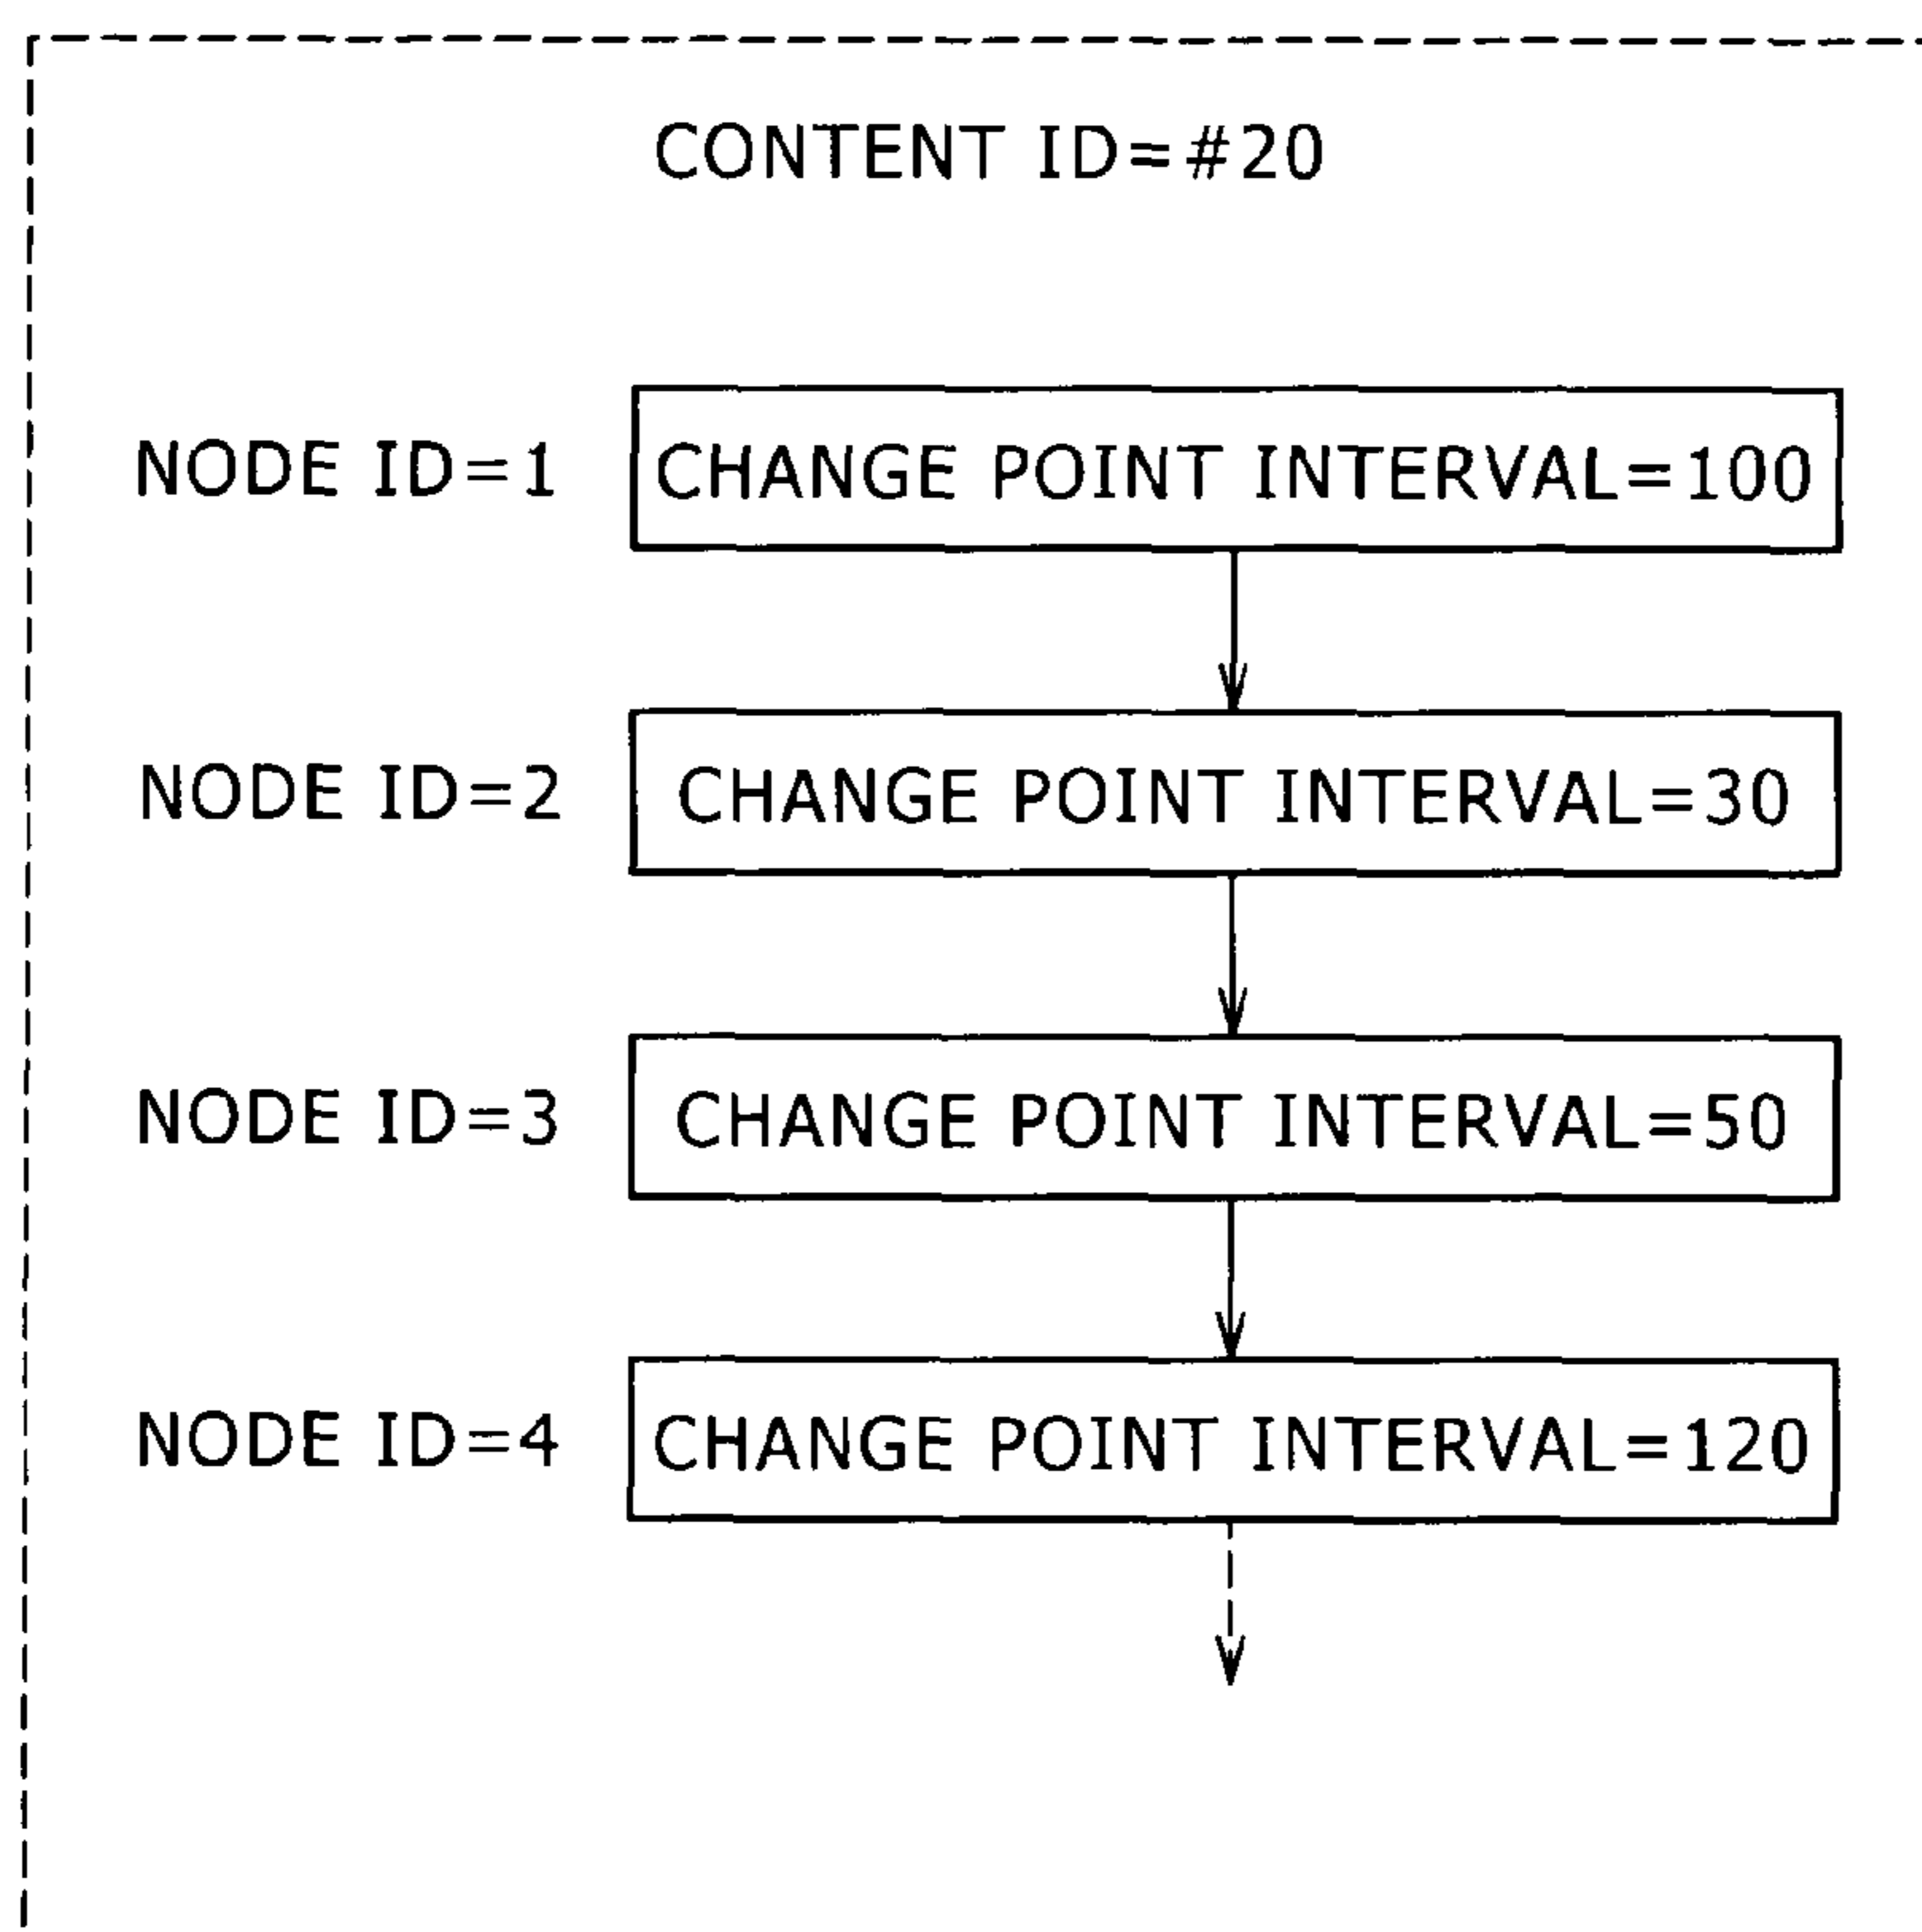 CONTENT ID=#20
NODE ID=1 CHANGE POINT INTERVAL=100
NODE ID=2 CHANGE POINT INTERVAL=30
NODE ID=3 CHANGE POINT INTERVAL=50
NODE ID=4 CHANGE POINT INTERVAL=120